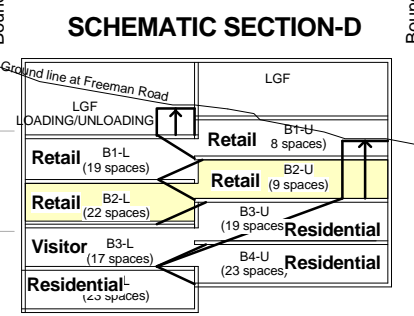 SCHEMATIC SECTION-D
Ground line at Freeman Road
LGF
LGF
LOADING/UNLOADING
Retail B1-U
8 spaces)
Retail B1-L
(19 spaces)
Retail B2-U
(9 spaces)
Retail B2-L
(22 spaces)
B3-U
(19 spaces) Residential
Visitor B3-L
(17 spaces)
B4-U
(23 spaces) Residential
Residential L
(23 spaces)